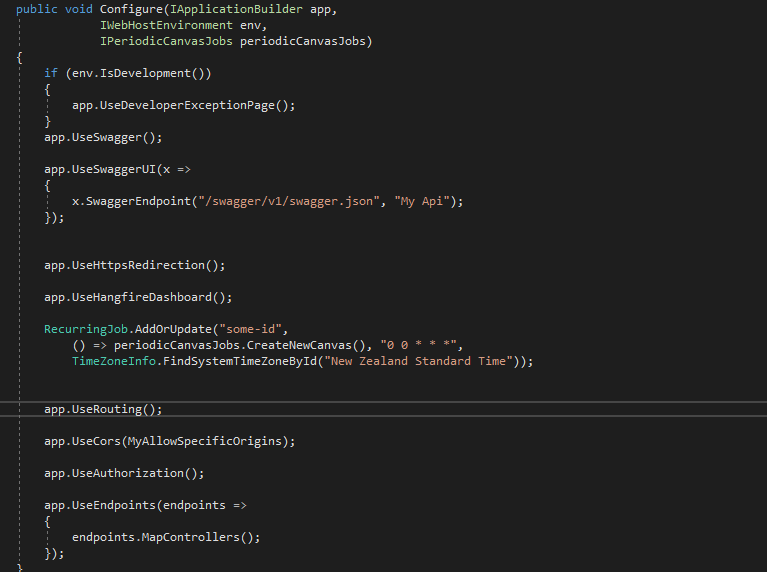 public void Configure(IApplicationBuilder app,
IWebHostEnvironment env,
IPeriodicCanvasJobs periodicCanvasJobs)
{
if (env.IsDevelopment())
{
app.UseDeveloperExceptionPage();
}
app.UseSwagger();
app.UseSwaggerUI(x =>
{
x.SwaggerEndpoint("/swagger/v1/swagger.json", "My Api");
});
app.UseHttpsRedirection();
app.UseHangfireDashboard();
RecurringJob.AddOrUpdate("some-id",
() => periodicCanvasJobs.CreateNewCanvas(), "0 0 * * *",
TimeZoneInfo.FindSystemTimeZoneById("New Zealand Standard Time"));
app.UseRouting();
app.UseCors(MyAllowSpecificOrigins);
app.UseAuthorization();
app.UseEndpoints(endpoints =>
{
endpoints.MapControllers();
});
}